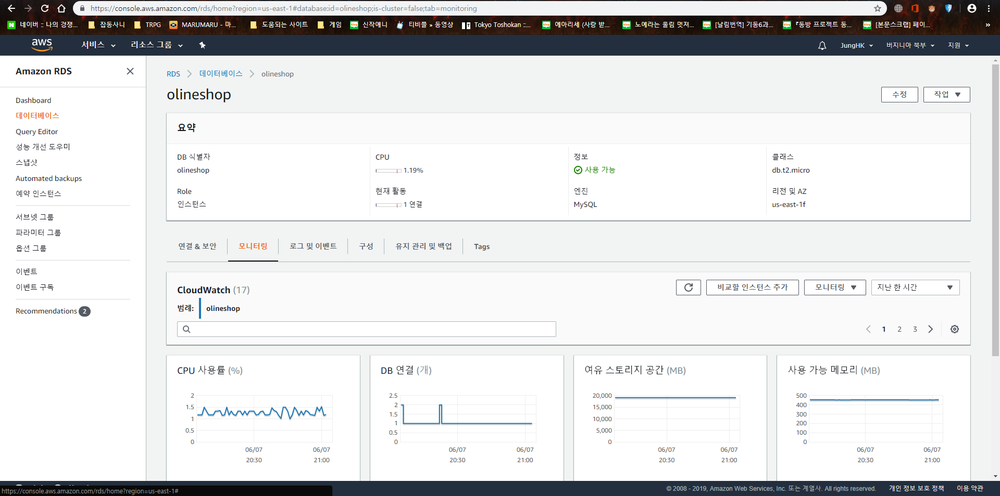 https://console.aws.amazon.com/rds/home?region=us-east-1#database:id=olineshop;is-cluster=false;tab=monitoring
네이버 :: 나의 경쟁... 잡동사니 TRPG MARUMARU - 마... 도움되는 사이트 게임 신작애니 티비플 » 동영상 Tokyo Toshokan ::... 에아리세 (사랑 받... 노예라는 울림 멋져... [날림번역] 기동6과... 『동방 프로젝트 동... [본문스크랩] 페이... »
aws 서비스 리소스 그룹 JungHK 버지니아 북부 지원
Amazon RDS
Dashboard
데이터베이스
Query Editor
성능 개선 도우미
스냅샷
Automated backups
예약 인스턴스
서브넷 그룹
파라미터 그룹
옵션 그룹
이벤트
이벤트 구독
Recommendations 2
RDS 데이터베이스 olineshop
olineshop
수정 작업
요약
DB 식별자
olineshop
Role
인스턴스
CPU
1.19%
현재 활동
1 연결
정보
사용 가능
엔진
MySQL
클래스
db.t2.micro
리전 및 AZ
us-east-1f
연결 & 보안 모니터링 로그 및 이벤트 구성 유지 관리 및 백업 Tags
CloudWatch (17)
비교할 인스턴스 추가 모니터링 지난 한 시간
범례: olineshop
1 2 3
CPU 사용률 (%)
2
1.5
1
0.5
0
06/07 06/07
20:30 21:00
DB 연결 (개)
2.5
2
1.5
1
0.5
0
06/07 06/07
20:30 21:00
여유 스토리지 공간 (MB)
20,000
15,000
10,000
5,000
0
06/07 06/07
20:30 21:00
사용 가능 메모리 (MB)
500
400
300
200
100
0
06/07 06/07
20:30 21:00
https://console.aws.amazon.com/rds/home?region=us-east-1#
© 2008 - 2019, Amazon Web Services, Inc. 또는 계열사. All rights reserved. 개인 정보 보호 정책 이용 약관